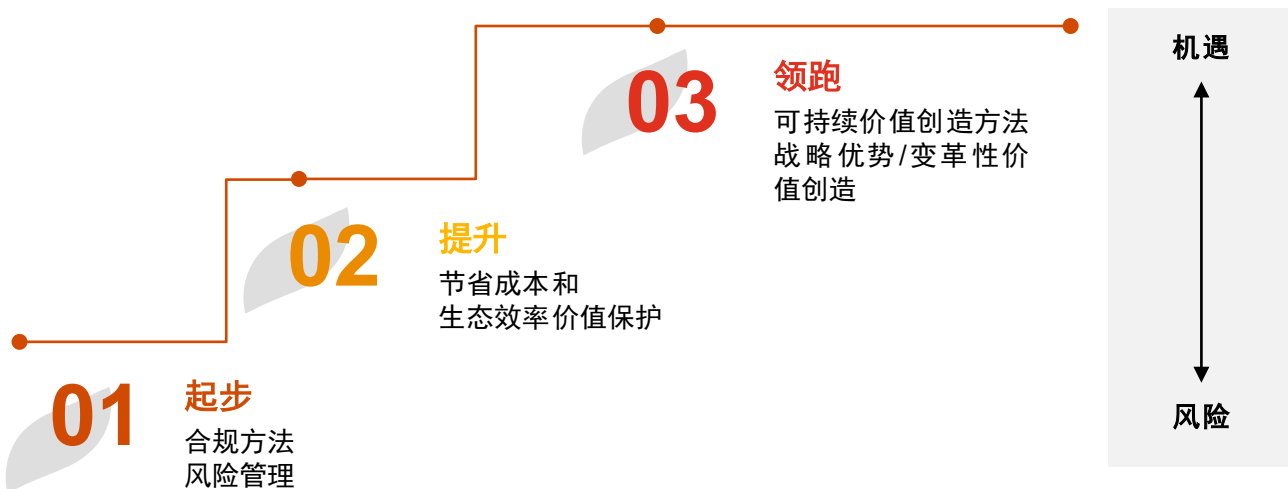 01
起步
合规方法
风险管理
02
提升
节省成本和
生态效率价值保护
03
领跑
可持续价值创造方法
战略优势/变革性价
值创造
机遇
风险